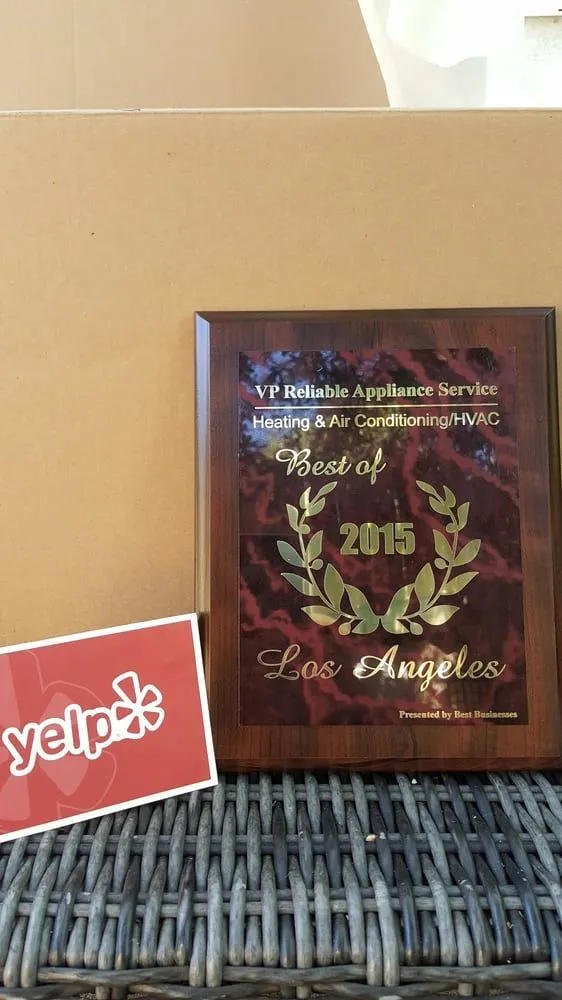 VP Reliable Appliance Service
Heating & Air Conditioning/HVAC
Best of
2015
Los Angeles
Presented by Best Businesses
yelp